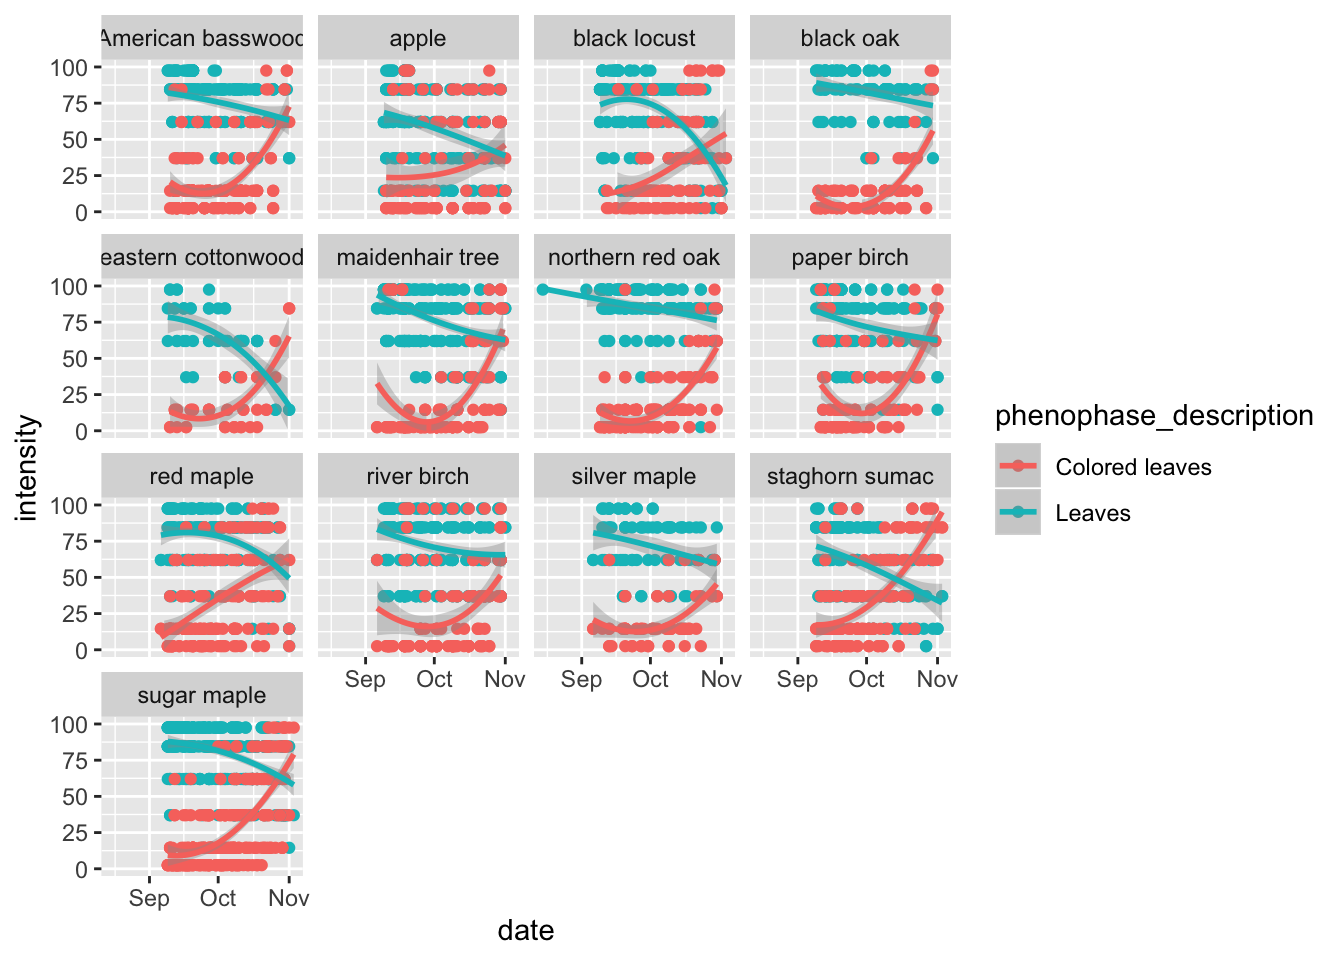 American basswood
apple
black locust
black oak
100
75
50
25
0
eastern cottonwood
maidenhair tree
northern red oak
paper birch
100
75
50
25
0
intensity
phenophase_description
Colored leaves
Leaves
red maple
river birch
silver maple
staghorn sumac
100
75
50
25
0
Sep Oct Nov
Sep Oct Nov
Sep Oct Nov
sugar maple
100
75
50
25
0
Sep Oct Nov
date